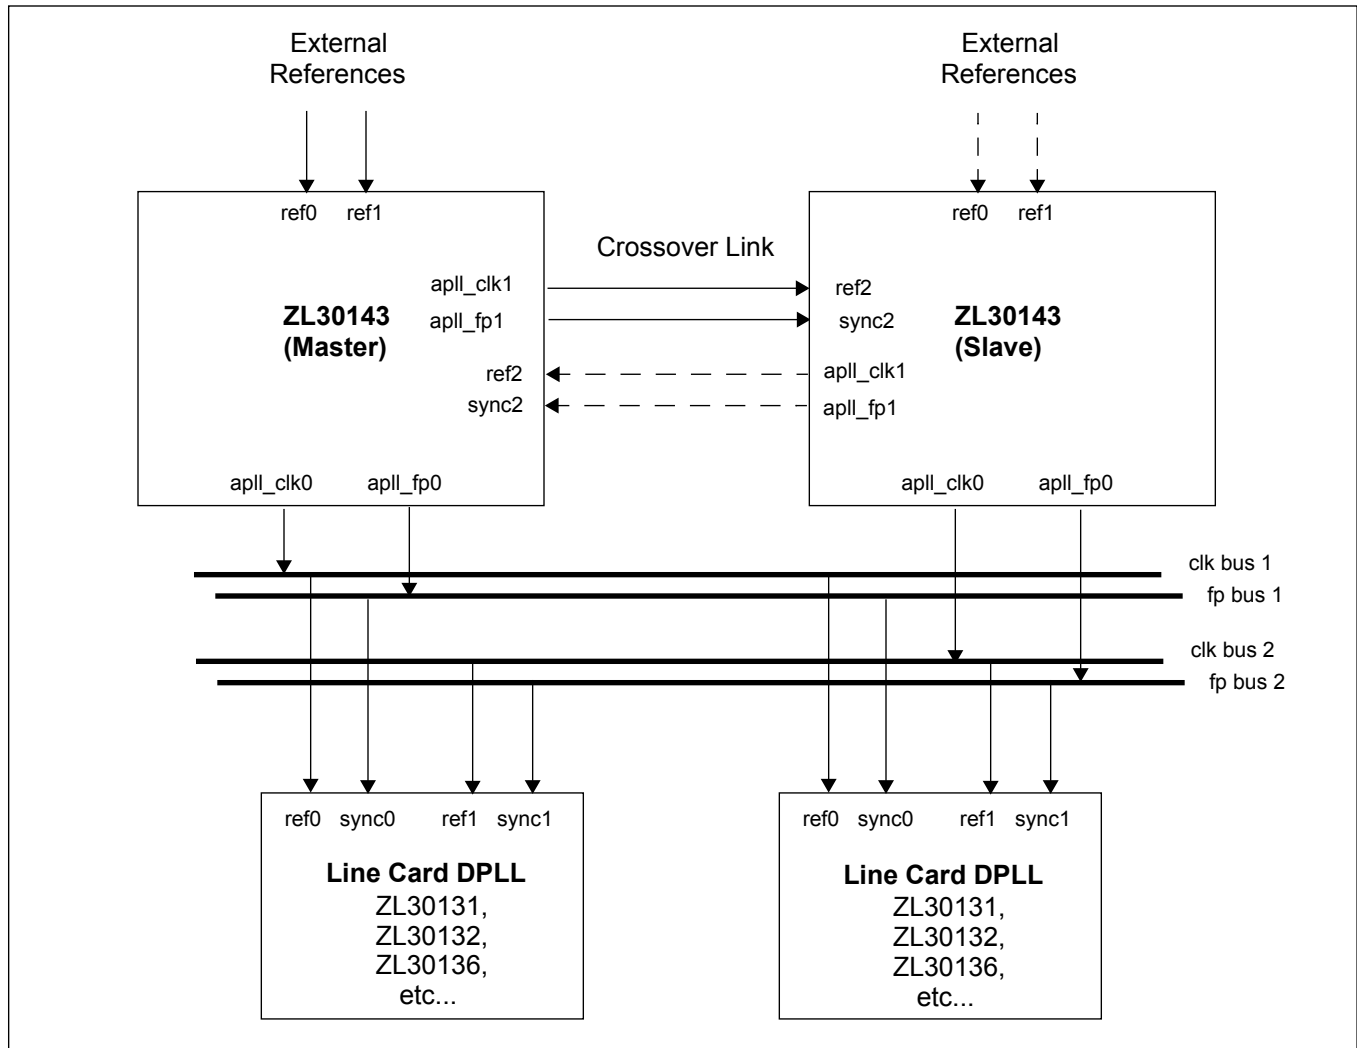 External
References
External
References
ref0 ref1
ref0 ref1
Crossover Link
apll_clk1
ref2
ZL30143
(Master)
apll_fp1
sync2
ZL30143
(Slave)
ref2
apll_clk1
sync2
apll_fp1
apll_clk0 apll_fp0
apll_clk0 apll_fp0
clk bus 1
fp bus 1
clk bus 2
fp bus 2
ref0 sync0 ref1 sync1
Line Card DPLL
ZL30131,
ZL30132,
ZL30136,
etc...
ref0 sync0 ref1 sync1
Line Card DPLL
ZL30131,
ZL30132,
ZL30136,
etc...